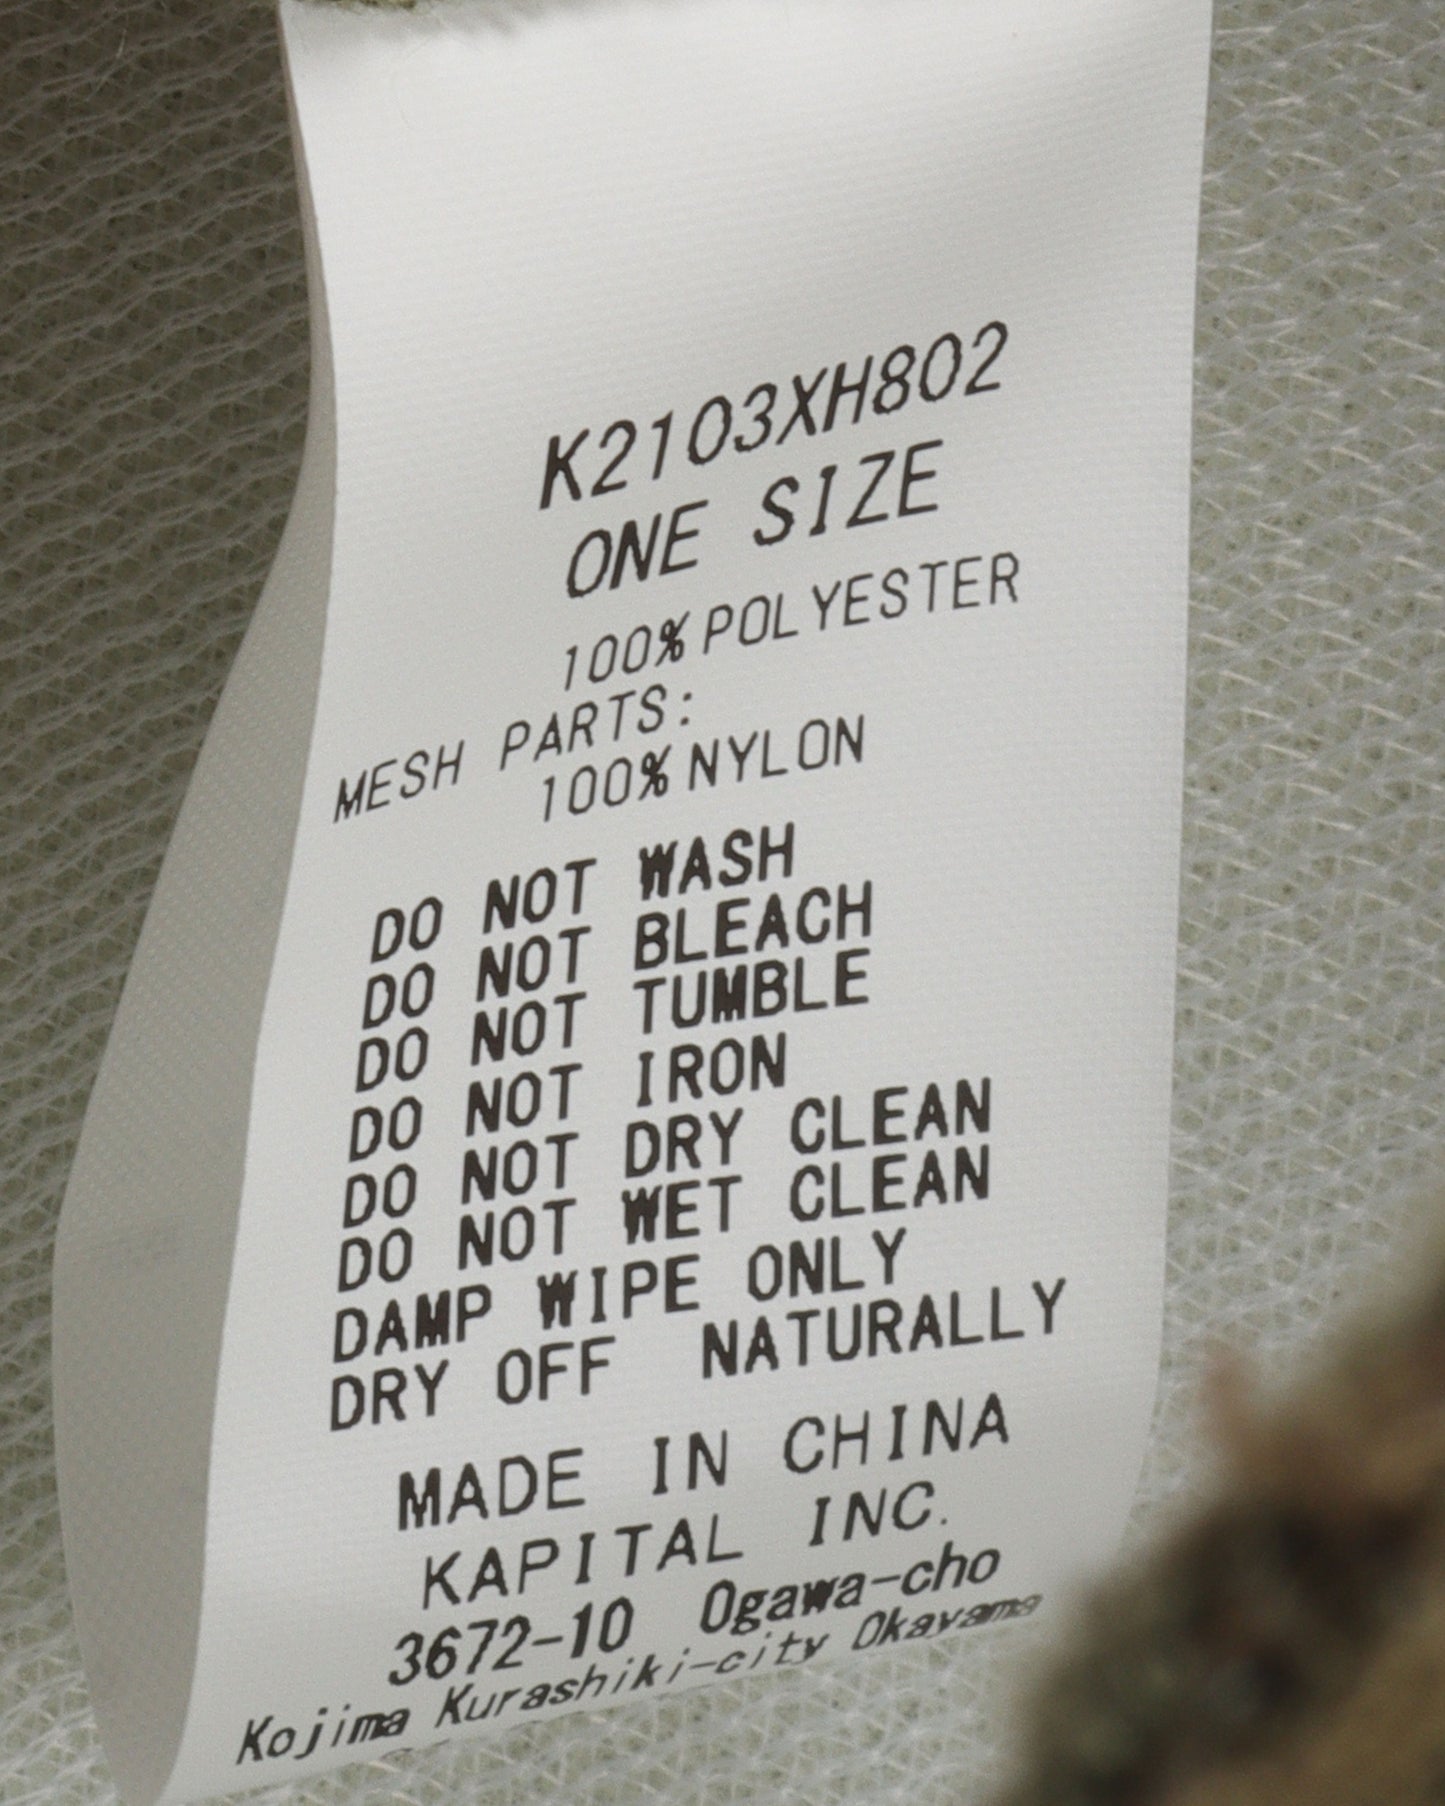 K2103XH802
ONE SIZE
100% POLYESTER
MESH PARTS:
100% NYLON
DO NOT WASH
DO NOT BLEACH
DO NOT TUMBLE
DO NOT IRON
DO NOT DRY CLEAN
DO NOT WET CLEAN
DAMP WIPE ONLY
DRY OFF NATURALLY
MADE IN CHINA
KAPITAL INC.
3672-10 Ogawa-cho
Kojima Kurashiki-city Okayama